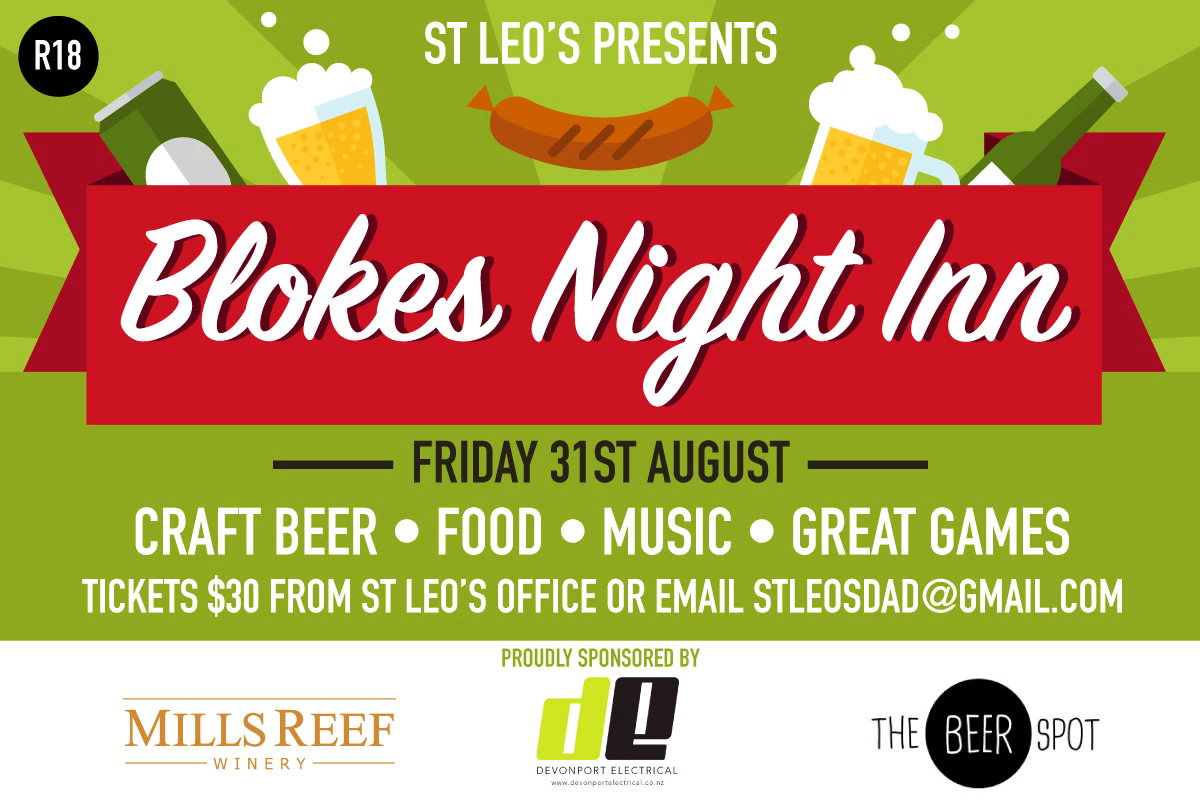 R18
ST LEO'S PRESENTS
Blokes Night Inn
FRIDAY 31ST AUGUST
CRAFT BEER • FOOD • MUSIC • GREAT GAMES
TICKETS $30 FROM ST LEO'S OFFICE OR EMAIL STLEOSDAD@GMAIL.COM
PROUDLY SPONSORED BY
MILLS REEF
WINERY
de
DEVONPORT ELECTRICAL
www.devonportelectrical.co.nz
THE BEER SPOT